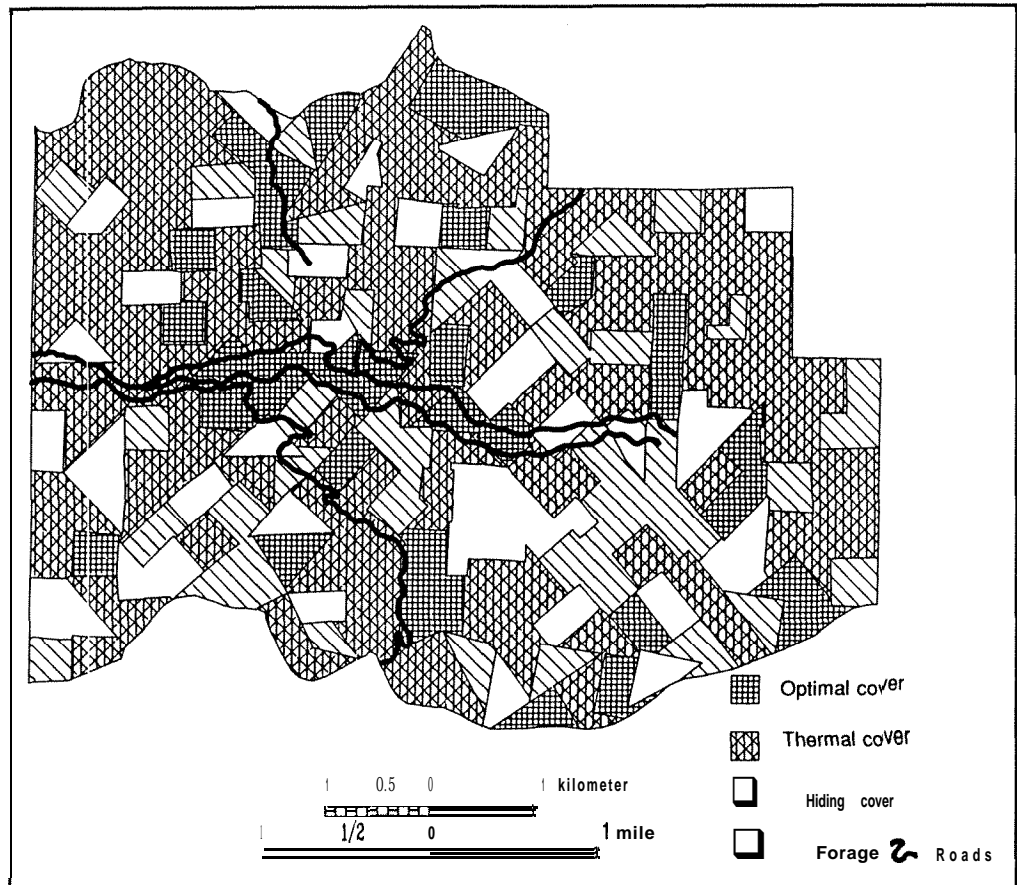 Optimal cover
Thermal cover
Hiding cover
Forage Roads
1 0.5 0 1 kilometer
1 1/2 0 1 mile